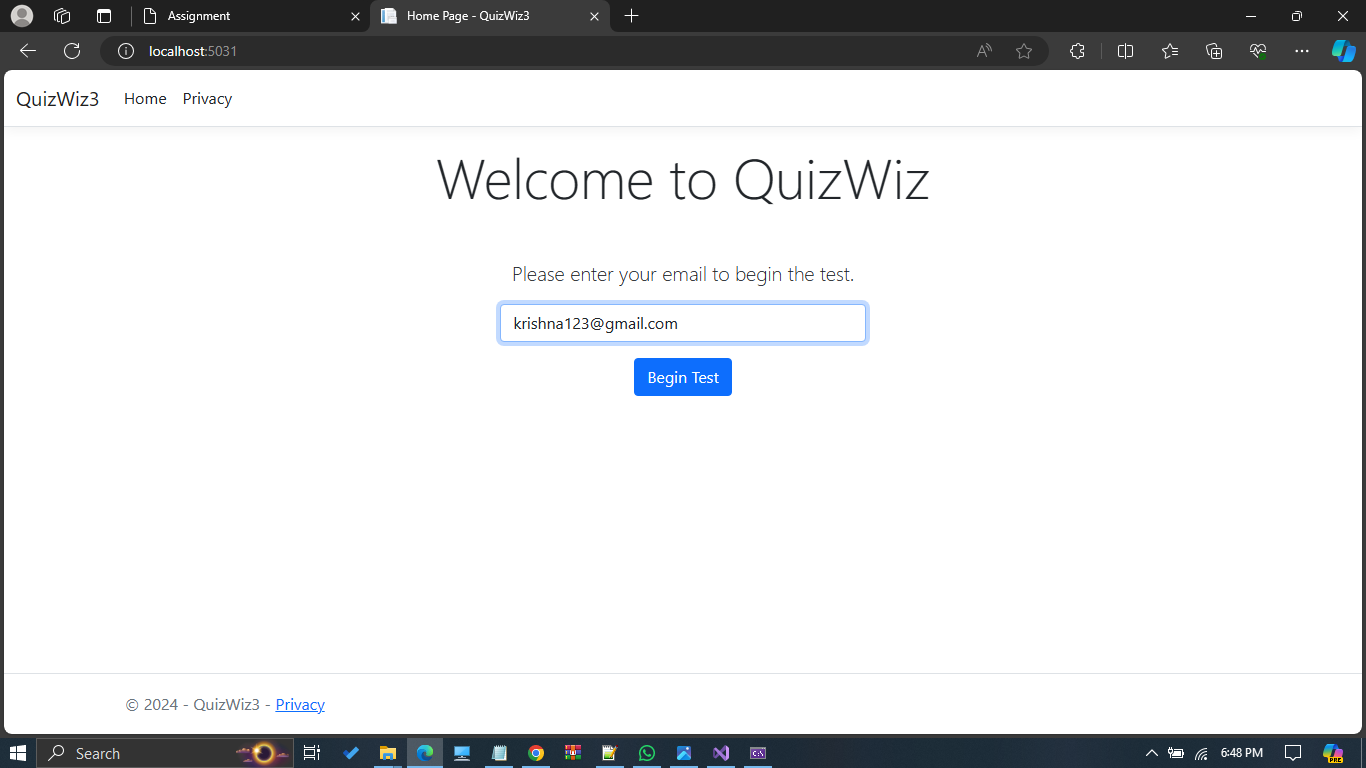 Assignment
Home Page - QuizWiz3
localhost:5031
QuizWiz3 Home Privacy
Welcome to QuizWiz
Please enter your email to begin the test.
krishna123@gmail.com
Begin Test
© 2024 - QuizWiz3 - Privacy
Search
6:48 PM
PRE